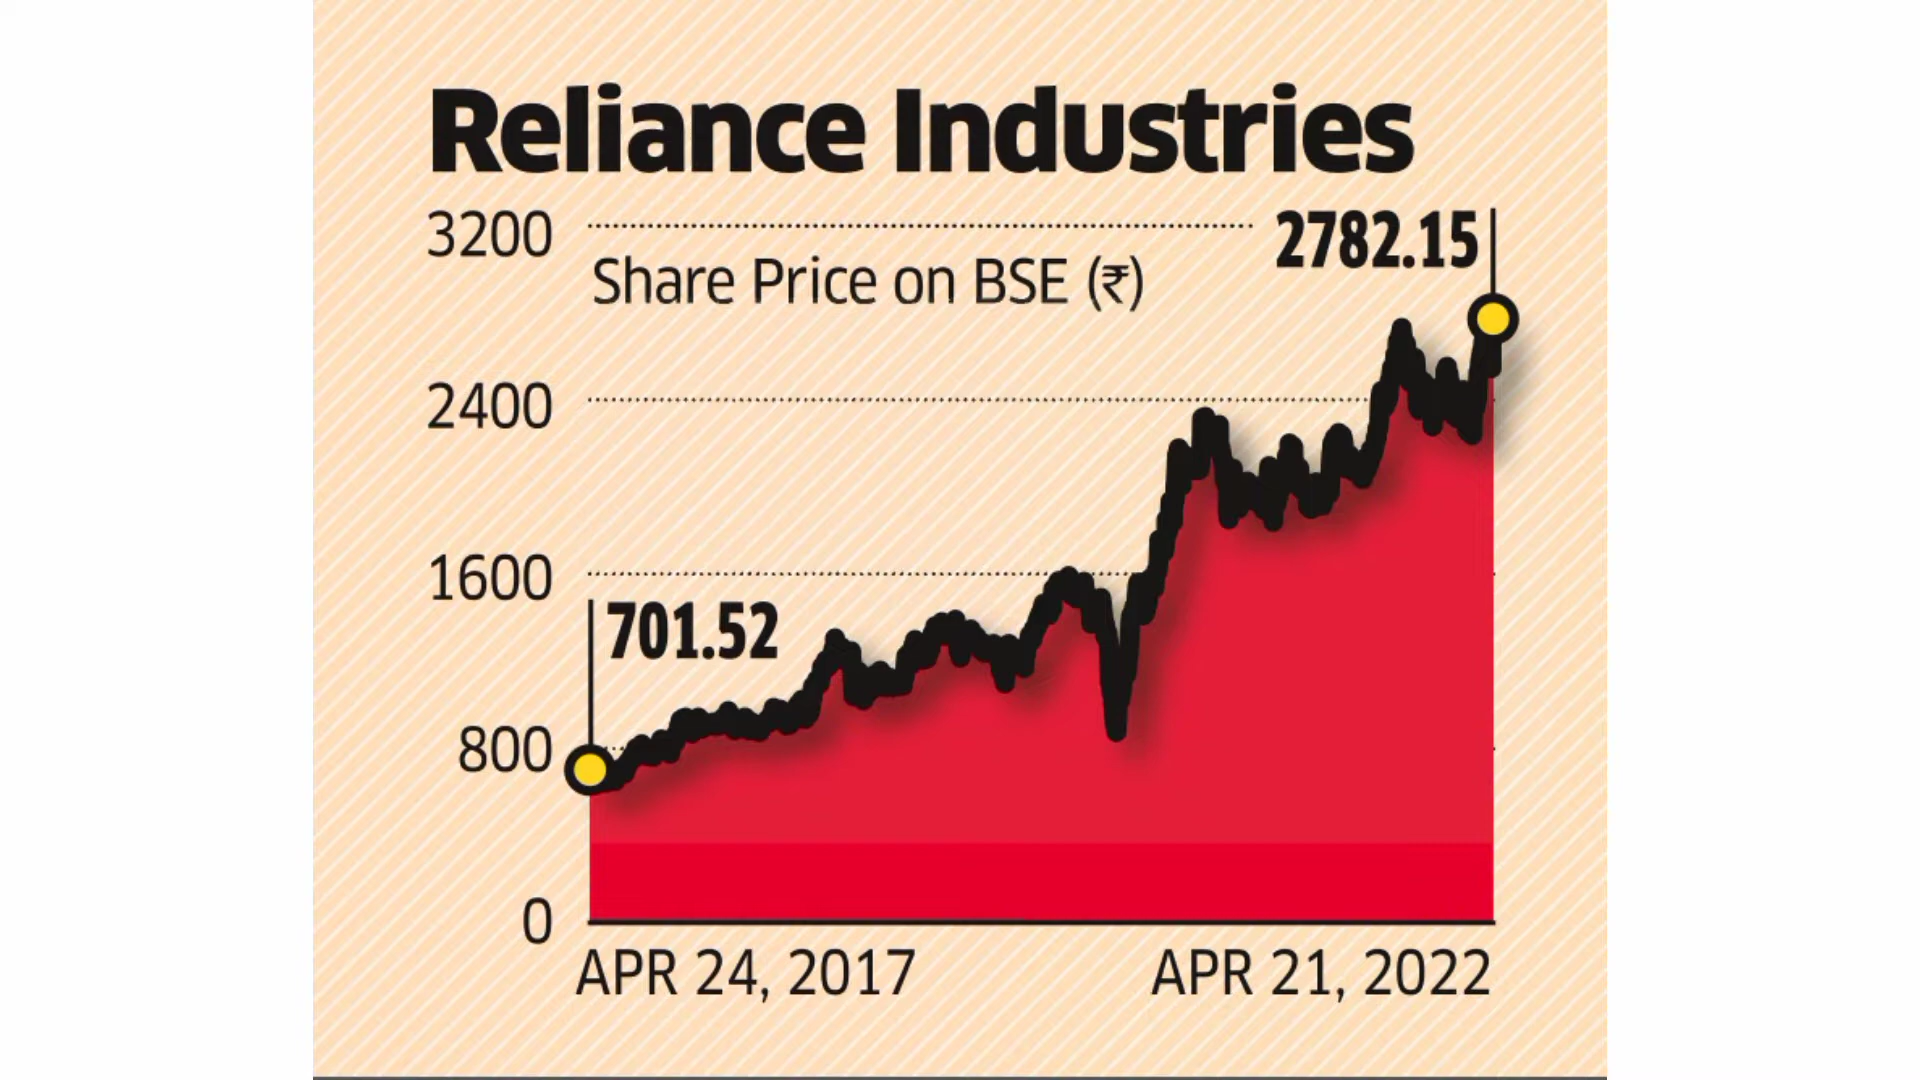 Reliance Industries
3200
2782.15
Share Price on BSE (₹)
2400
1600
701.52
800
0
APR 24, 2017
APR 21, 2022